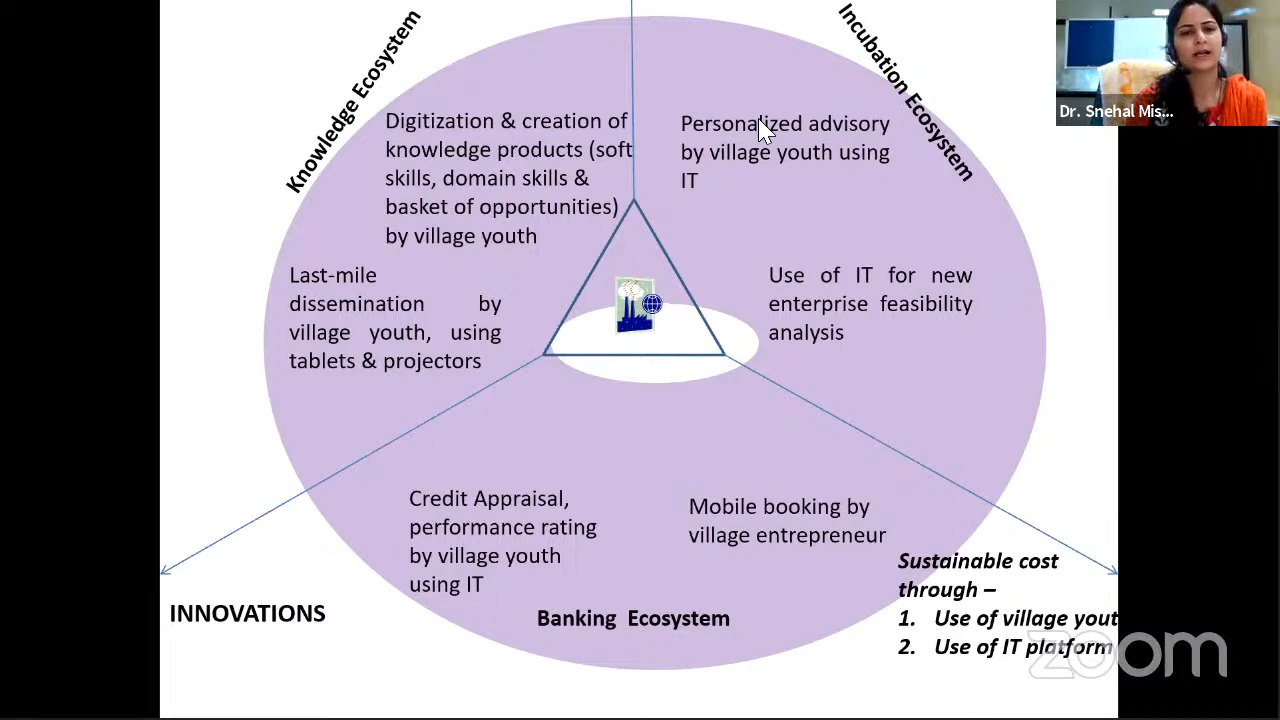 Knowledge Ecosystem
Incubation Ecosystem
Dr. Snehal Mis...
Digitization & creation of
knowledge products (soft
skills, domain skills &
basket of opportunities)
by village youth
Personalized advisory
by village youth using
IT
Last-mile
dissemination by
village youth, using
tablets & projectors
Use of IT for new
enterprise feasibility
analysis
Credit Appraisal,
performance rating
by village youth
using IT
Mobile booking by
village entrepreneur
Banking Ecosystem
INNOVATIONS
Sustainable cost
through –
1. Use of village yout
2. Use of IT platform
zoom